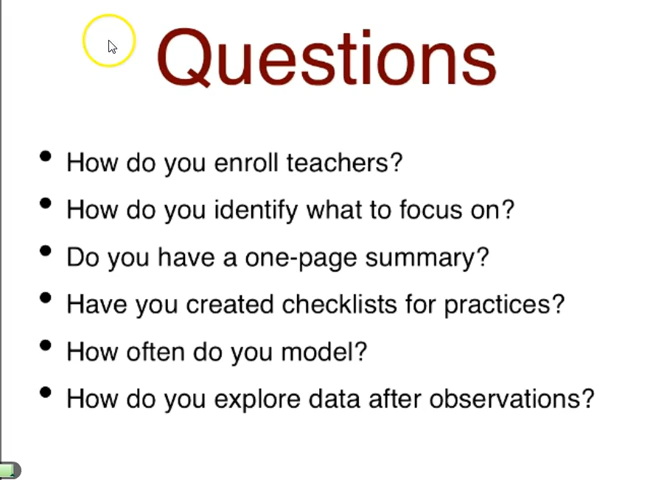 Questions
• How do you enroll teachers?
• How do you identify what to focus on?
• Do you have a one-page summary?
• Have you created checklists for practices?
• How often do you model?
• How do you explore data after observations?